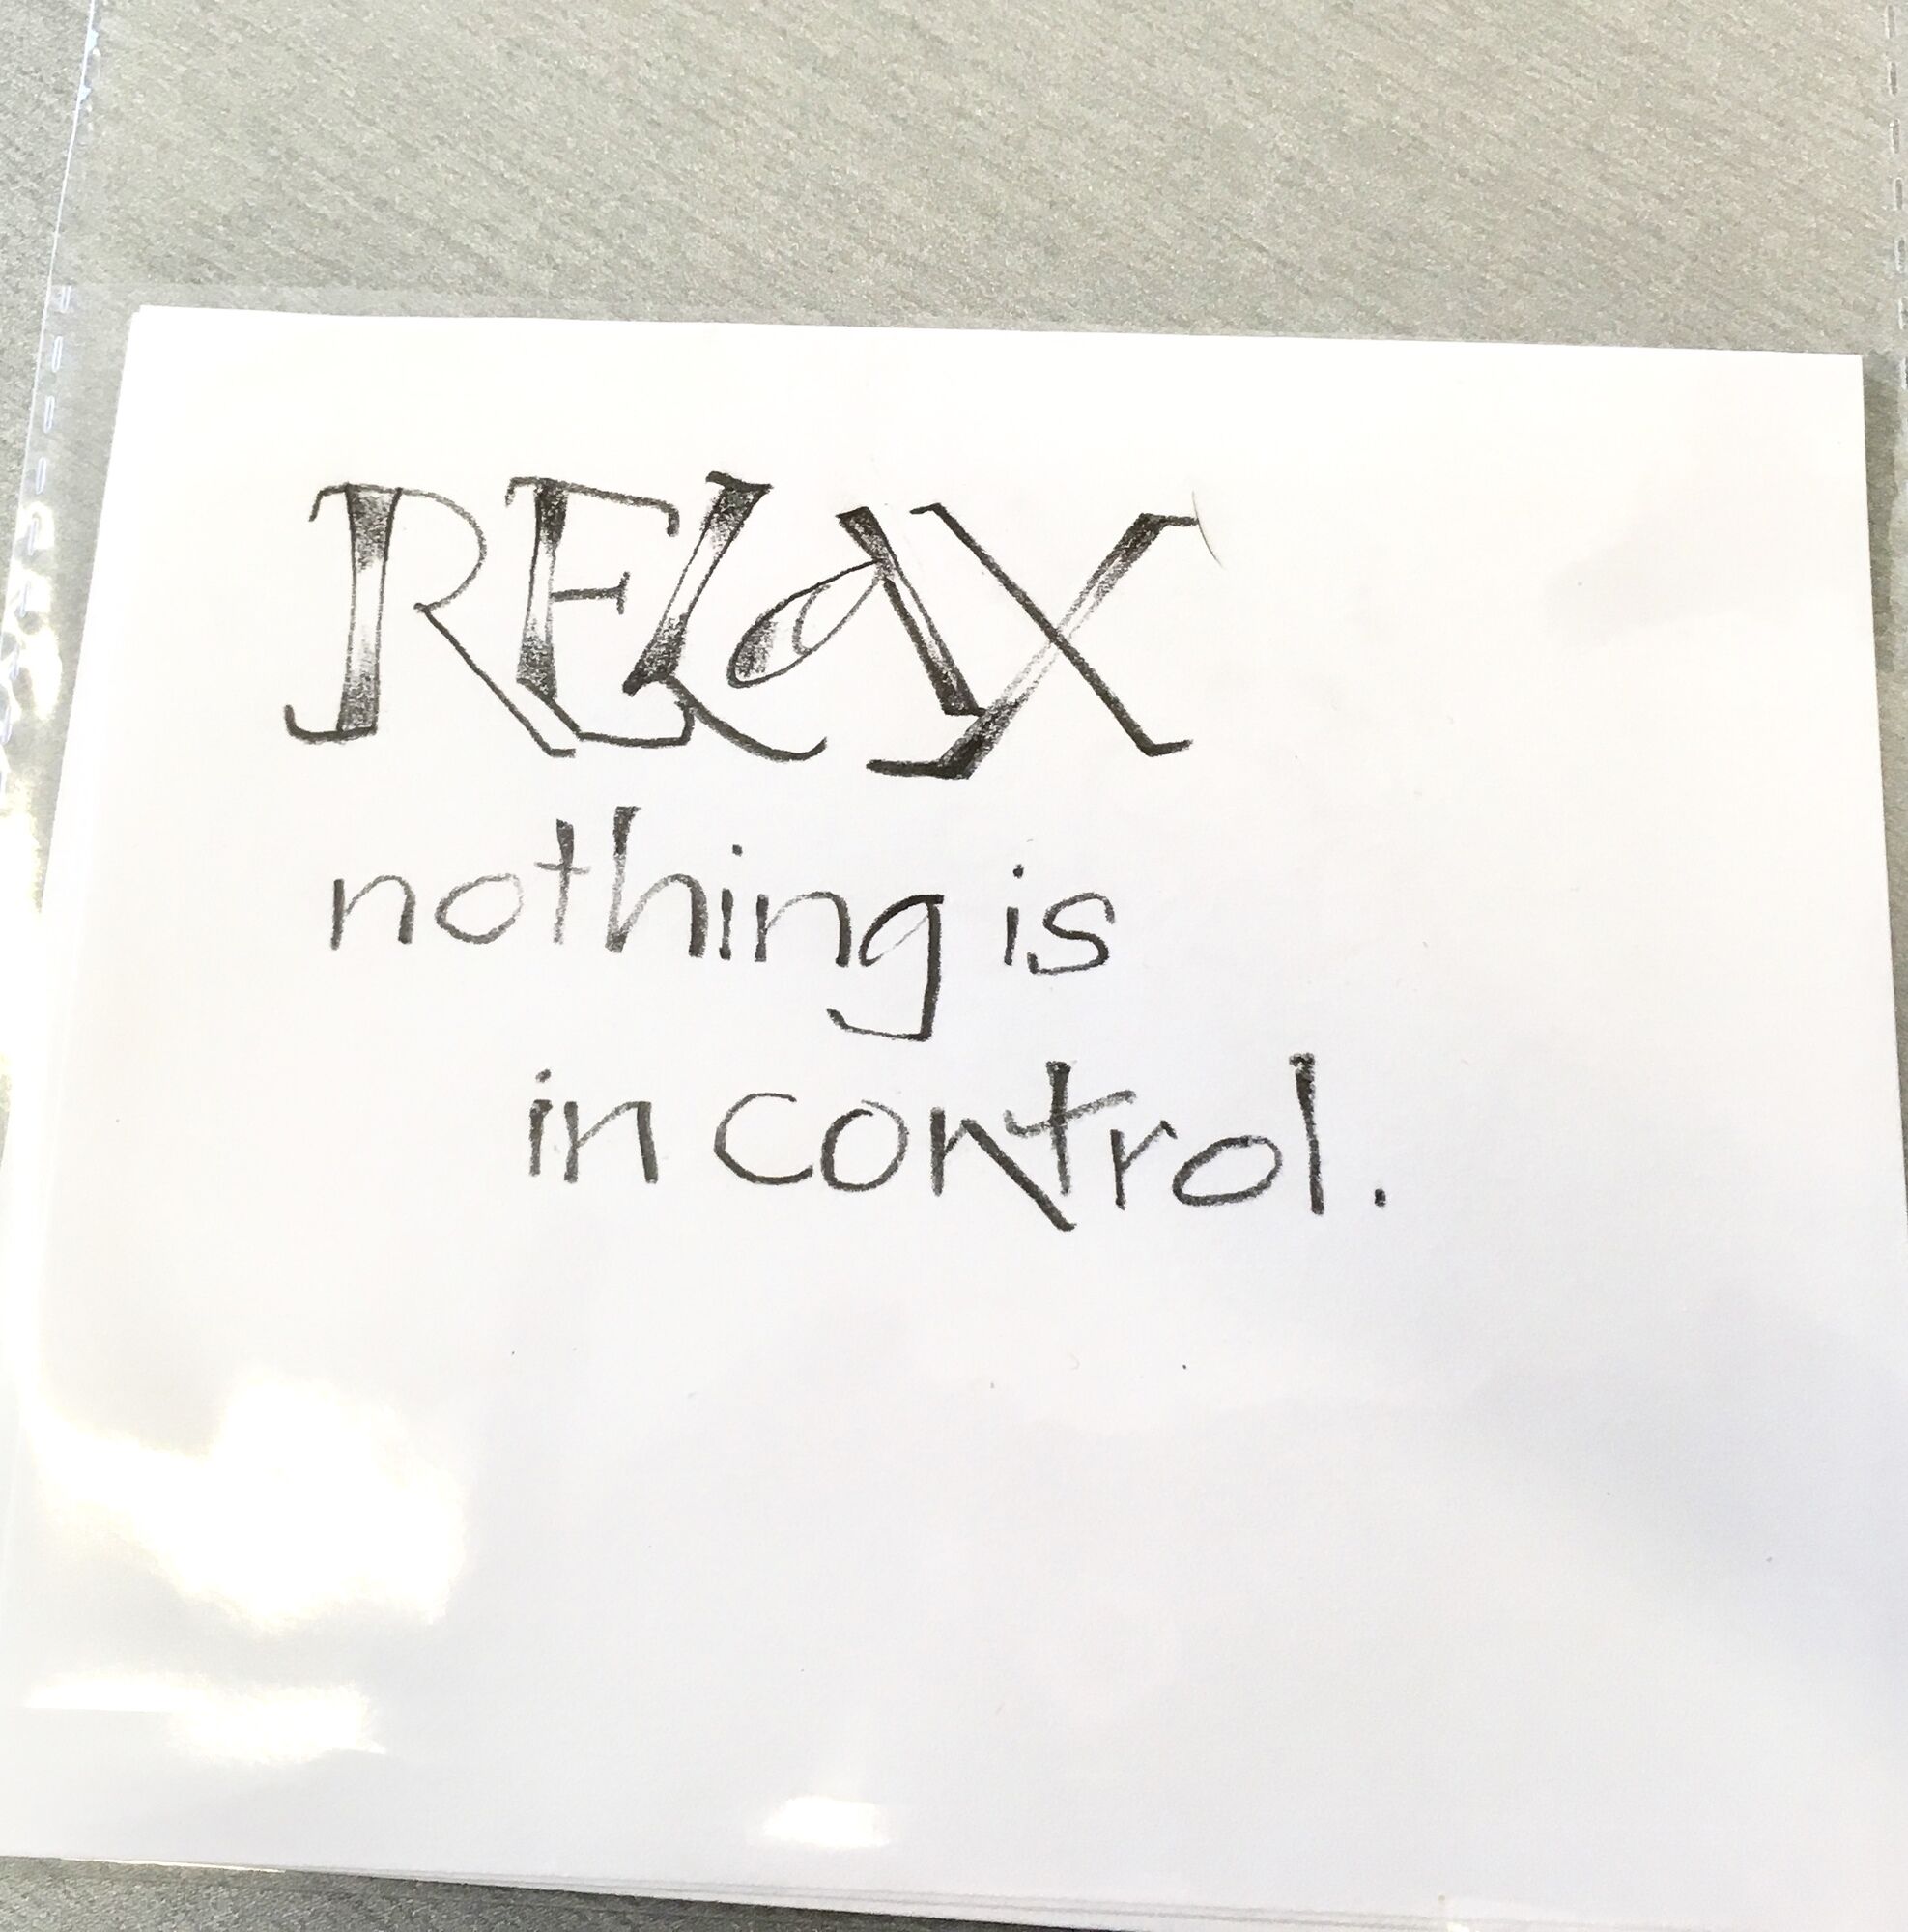 RELaX
nothing is
in control.